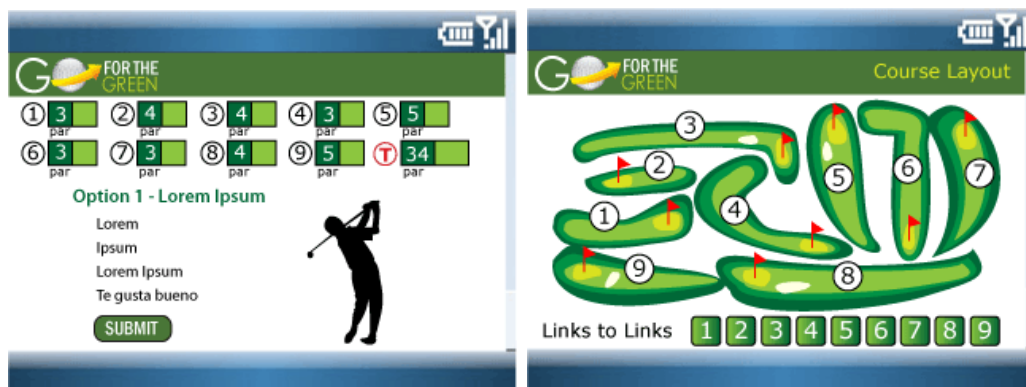 GO FOR THE
GREEN
1 3 2 4 3 4 4 3 5 5
par par par par par
6 3 7 3 8 4 9 5 T 34
par par par par par
Option 1 - Lorem Ipsum
Lorem
Ipsum
Lorem Ipsum
Te gusta bueno
SUBMIT
GO FOR THE
GREEN
Course Layout
3
2
1
4
5
6
7
9
8
Links to Links 1 2 3 4 5 6 7 8 9